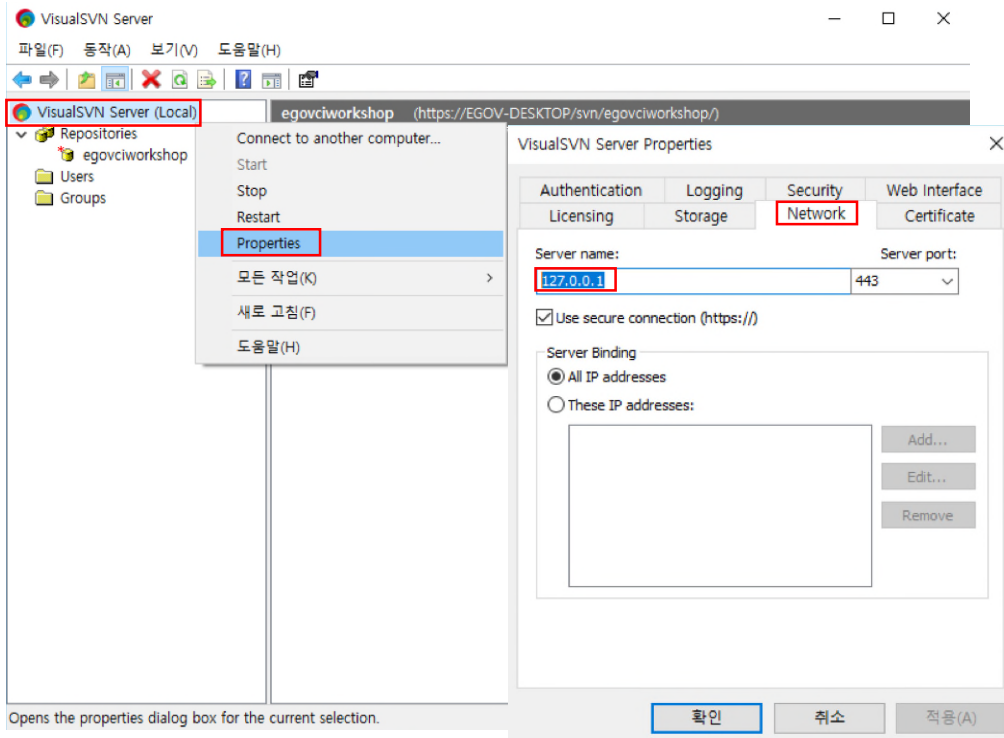 VisualSVN Server
파일(F) 동작(A) 보기(V) 도움말(H)
VisualSVN Server (Local)
Repositories
egovciworkshop
Users
Groups
egovciworkshop (https://EGOV-DESKTOP/svn/egovciworkshop/)
Connect to another computer...
Start
Stop
Restart
Properties
모든 작업(K)
새로 고침(F)
도움말(H)
VisualSVN Server Properties
Authentication Logging Security Web Interface
Licensing Storage Network Certificate
Server name: Server port:
127.0.0.1 443
Use secure connection (https://)
Server Binding
All IP addresses
These IP addresses:
Add...
Edit...
Remove
확인 취소 적용(A)
Opens the properties dialog box for the current selection.